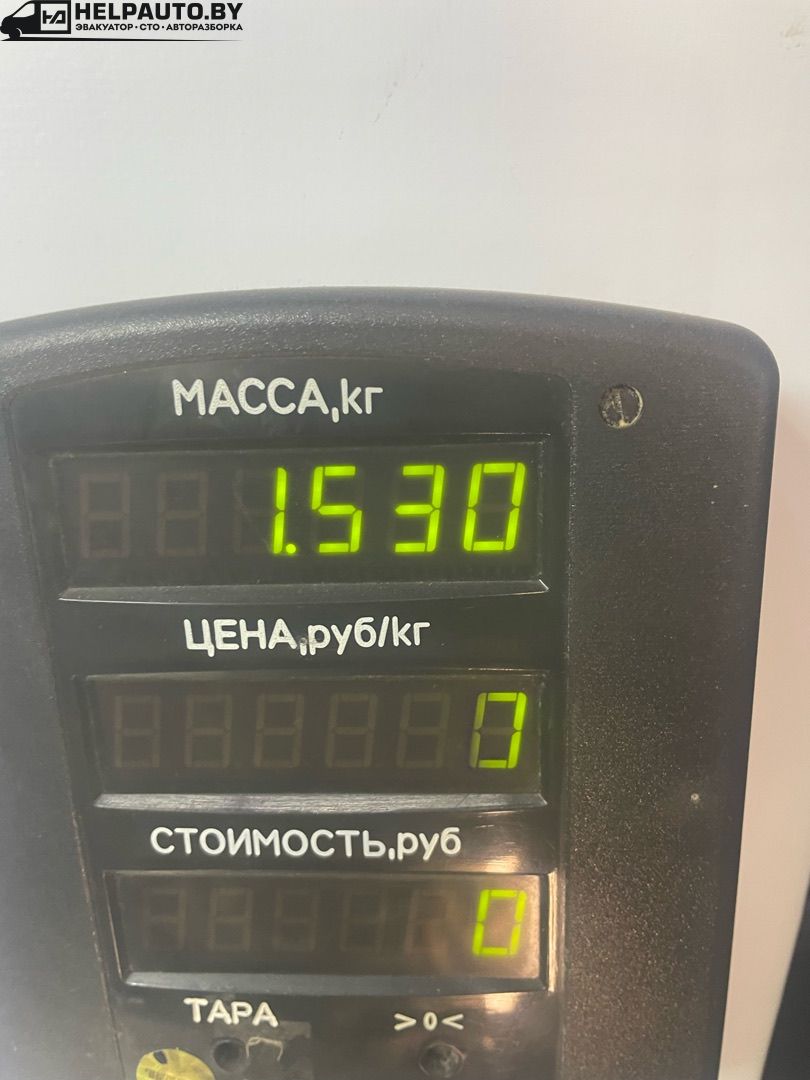 HELPAUTO.BY
ЭВАКУАТОР • СТО • АВТОРАЗБОРКА
МАССА,кг
1.530
ЦЕНА,руб/кг
0
СТОИМОСТЬ,руб
0
ТАРА >0<